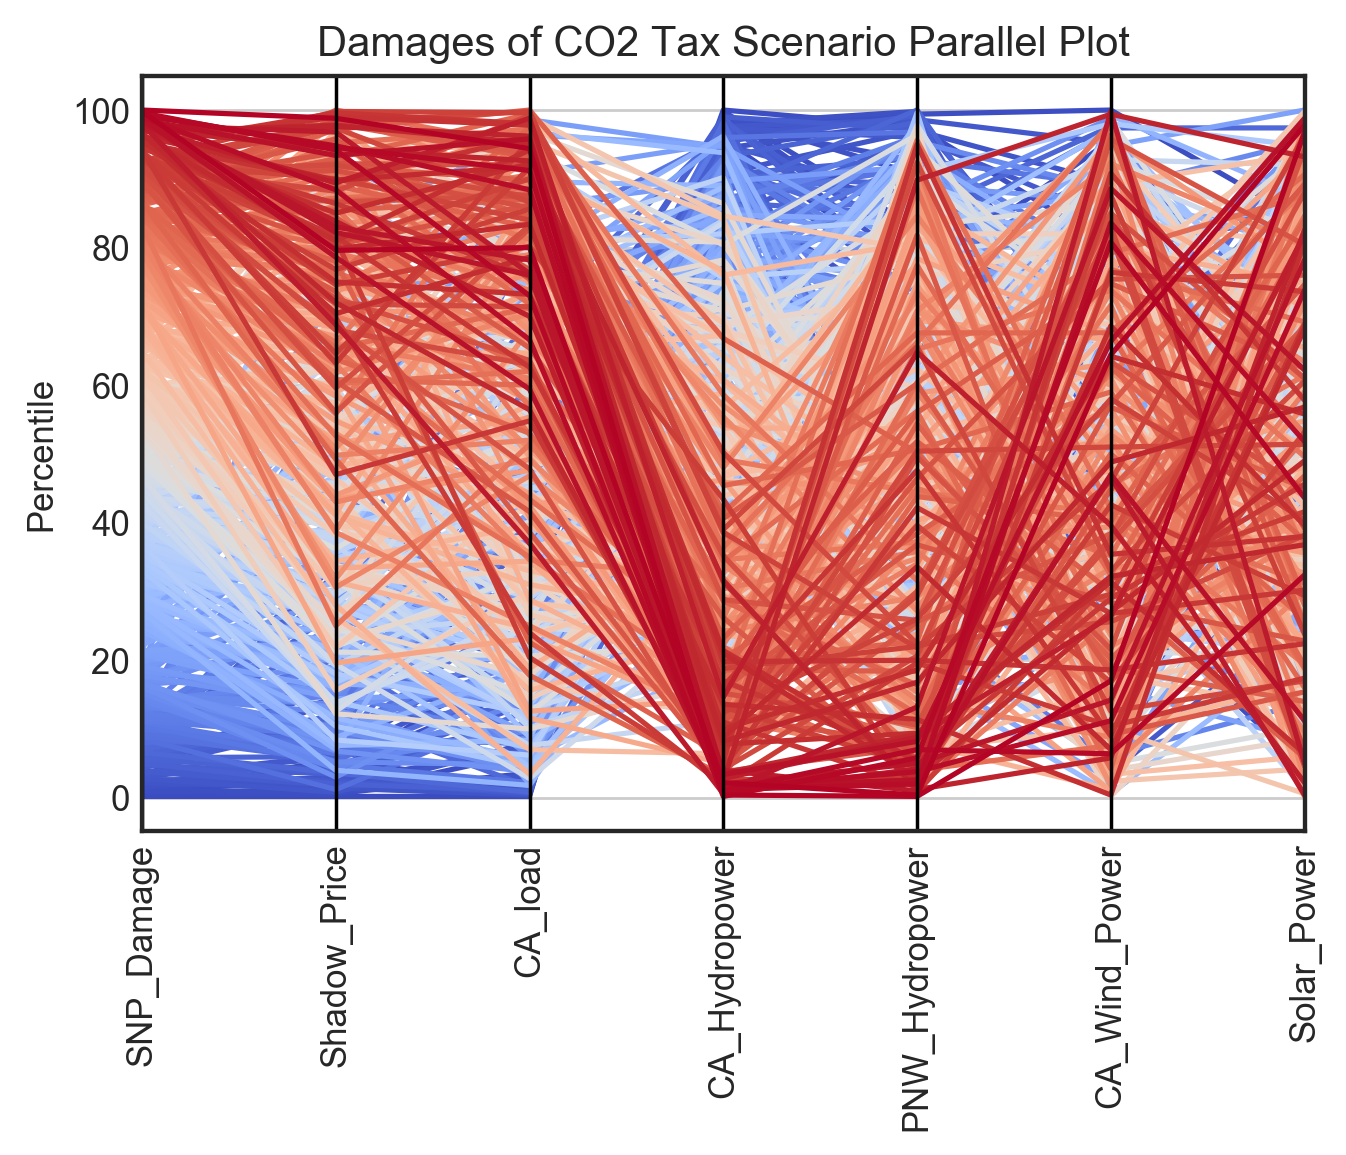 Damages of CO2 Tax Scenario Parallel Plot
Percentile
100
80
60
40
20
0
SNP_Damage
Shadow_Price
CA_load
CA_Hydropower
PNW_Hydropower
CA_Wind_Power
Solar_Power